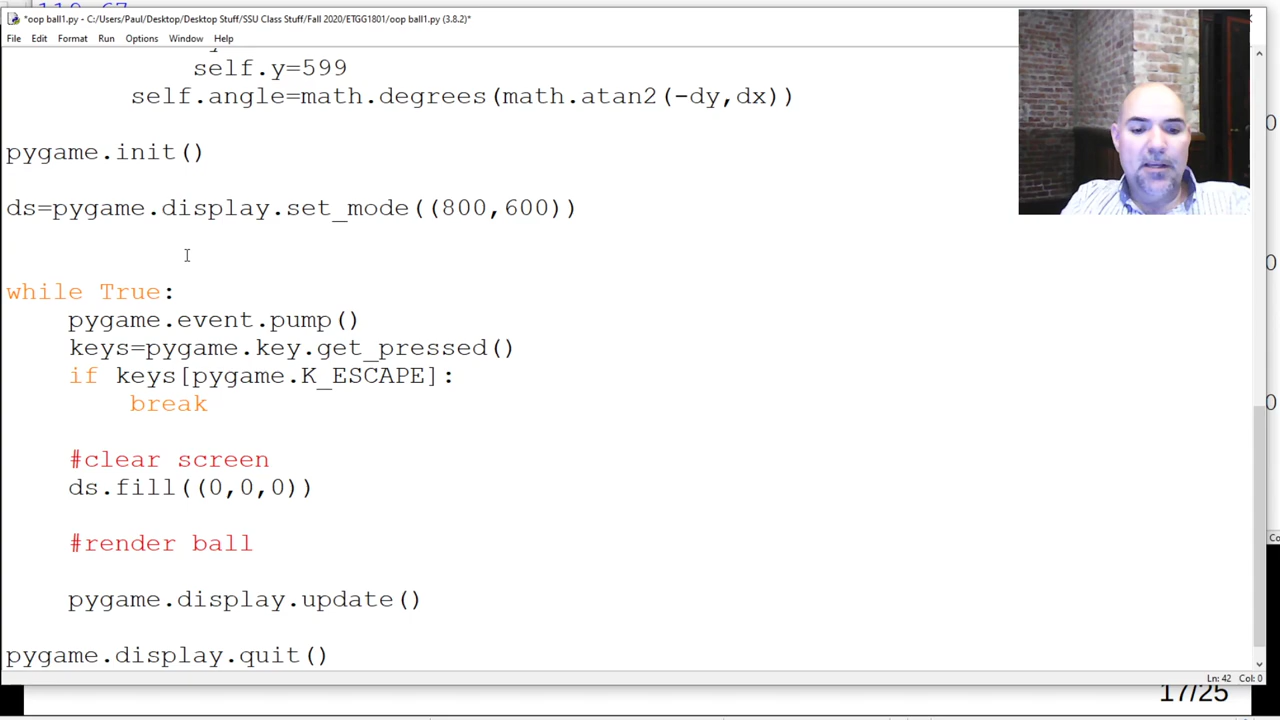 *oop ball1.py - C:/Users/Paul/Desktop/Desktop Stuff/SSU Class Stuff/Fall 2020/ETGG1801/oop ball1.py (3.8.2)*
File Edit Format Run Options Window Help
self.y=599
self.angle=math.degrees(math.atan2(-dy,dx))
pygame.init()
ds=pygame.display.set_mode((800,600))
while True:
pygame.event.pump()
keys=pygame.key.get_pressed()
if keys[pygame.K_ESCAPE]:
break
#clear screen
ds.fill((0,0,0))
#render ball
pygame.display.update()
pygame.display.quit()
Ln: 42 Col: 0
17/25